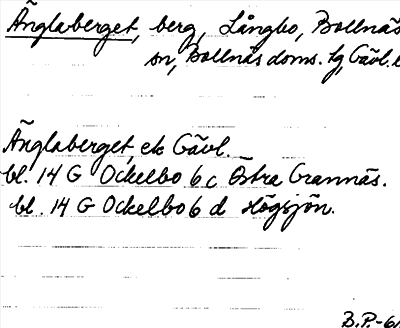 Änglaberget, berg, Långbo, Bollnäs
sn, Bollnäs doms. tg, Gävl. l
Änglaberget, ek Gävl.
bl. 14 G Ockelbo 6 c Östra Grannäs.
bl. 14 G Ockelbo 6 d Högsjön.
B.P-6